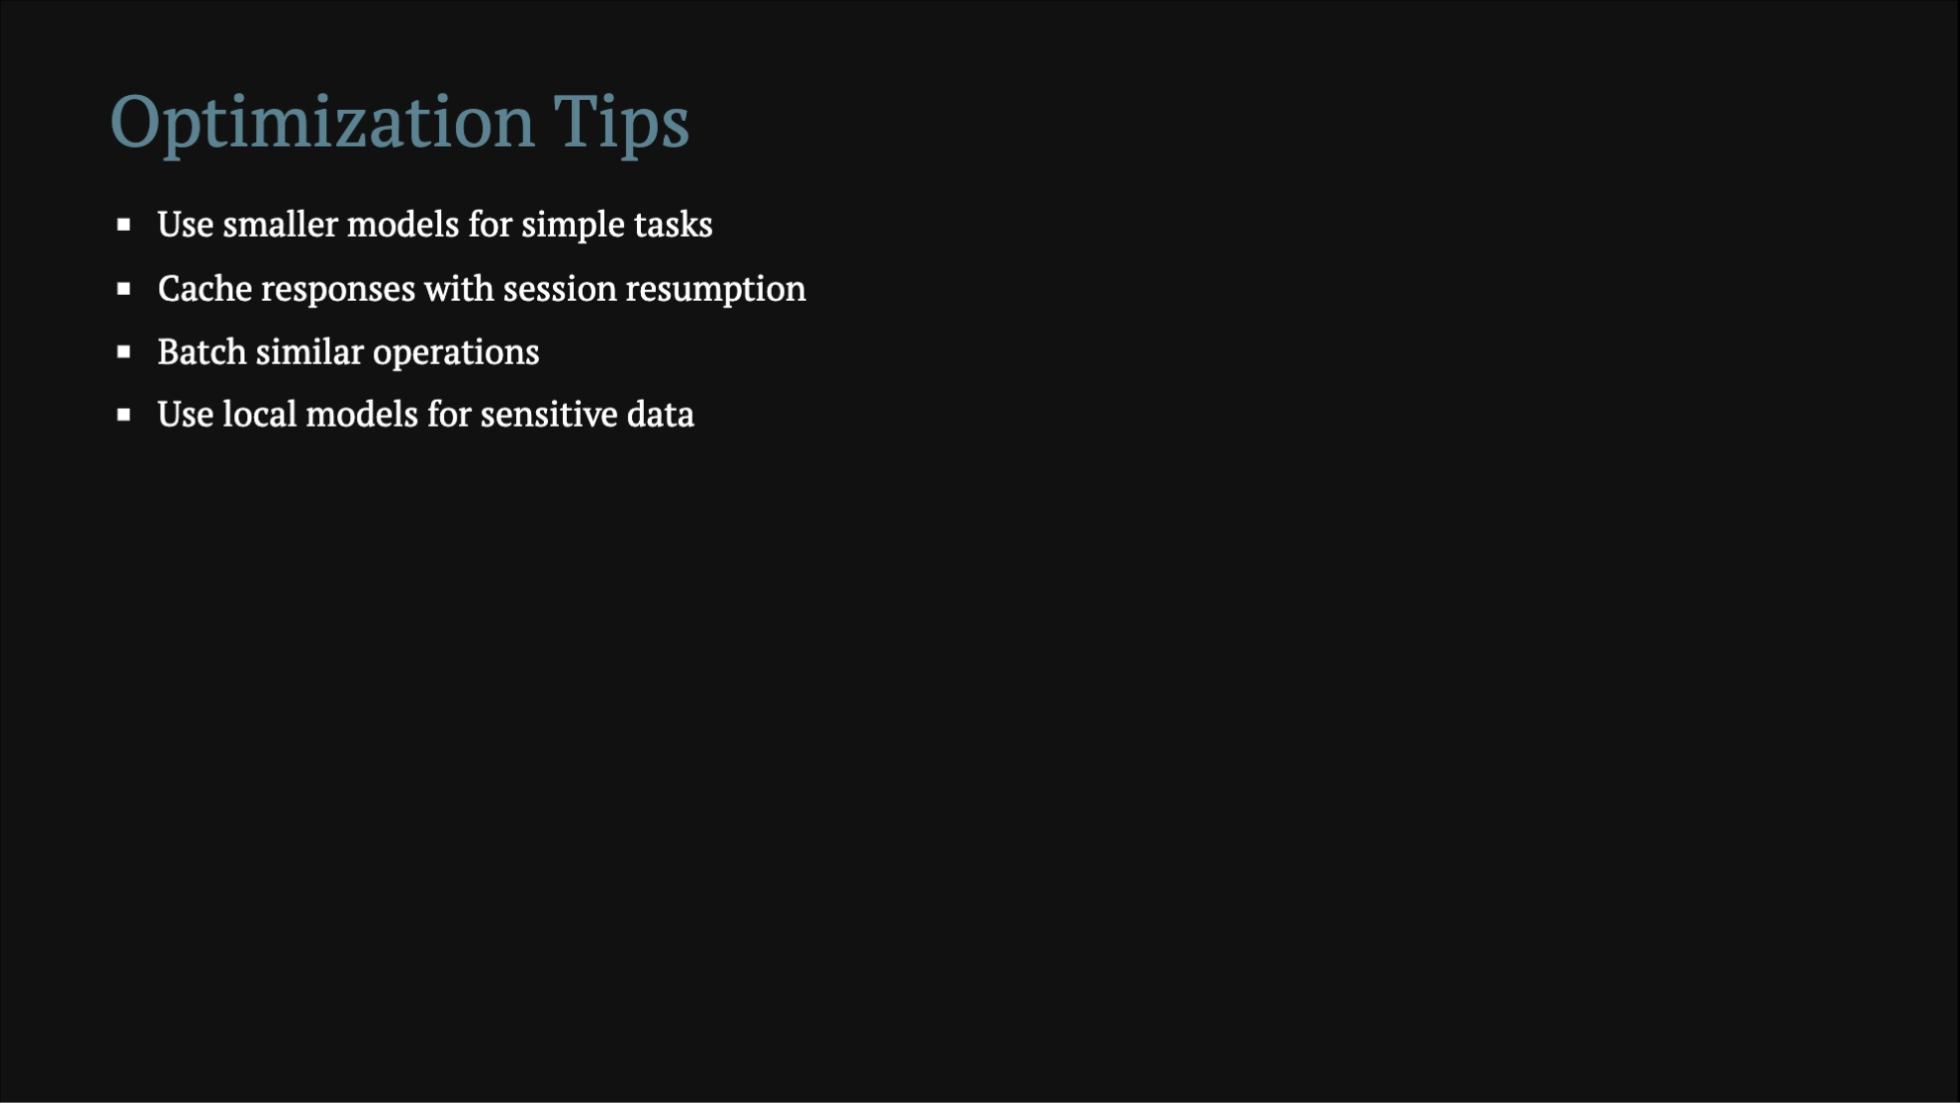 Optimization Tips
▪ Use smaller models for simple tasks
▪ Cache responses with session resumption
▪ Batch similar operations
▪ Use local models for sensitive data